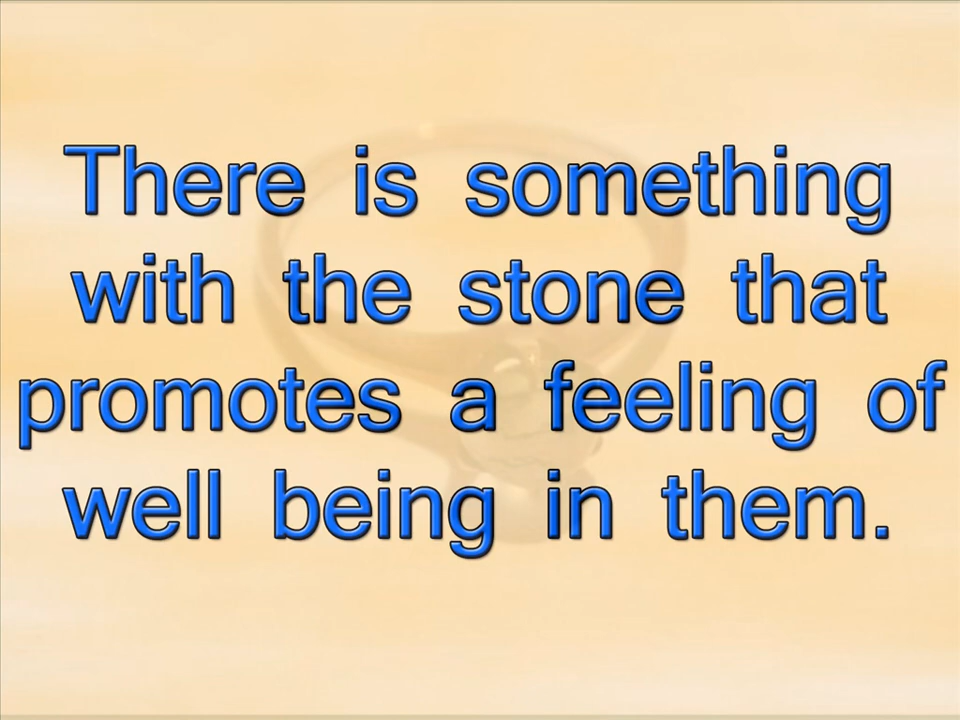 There is something
with the stone that
promotes a feeling of
well being in them.